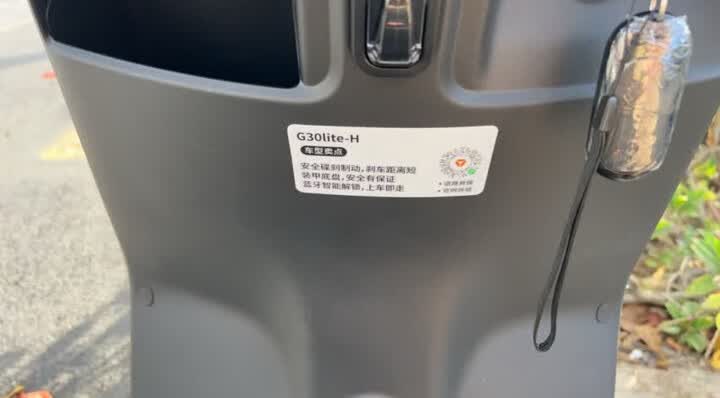 G30lite-H
车型卖点
安全碟刹制动,刹车距离短
装甲底盘,安全有保证
蓝牙智能解锁,上车即走